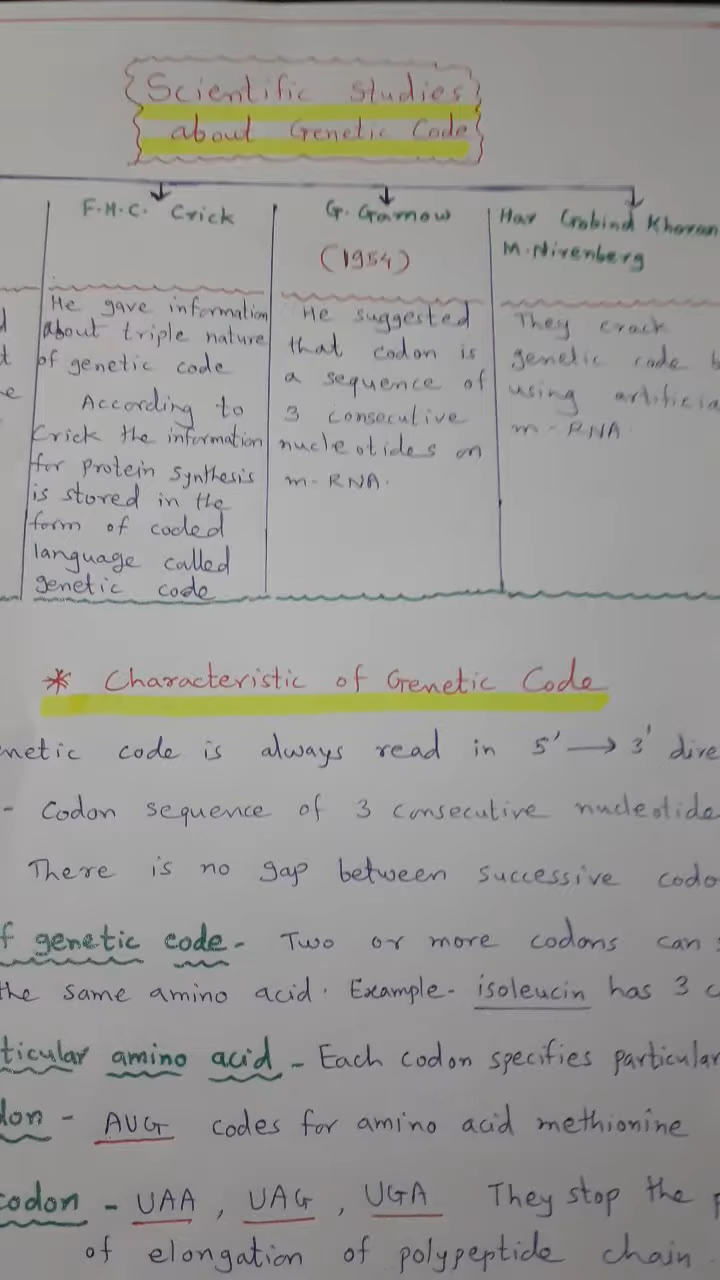 Scientific Studies
about Genetic Code
F.H.C. Crick
He gave information
about triple nature
of genetic code
According to
Crick the information
for protein synthesis
is stored in the
form of coded
language called
genetic code
G. Gamow
(1954)
He suggested
that codon is
a sequence of
3 consecutive
nucleotides on
m-RNA.
Har Gobind Khoran
M. Nirenberg
They crack
genetic code b
using artificia
m-RNA.
* Characteristic of Genetic Code
netic code is always read in 5' → 3' dire
- Codon sequence of 3 consecutive nucleotide
There is no gap between successive codo
f genetic code - Two or more codons can s
the same amino acid. Example - isoleucin has 3 c
ticular amino acid - Each codon specifies particular
don - AUG codes for amino acid methionine
codon - UAA, UAG, UGA They stop the p
of elongation of polypeptide chain